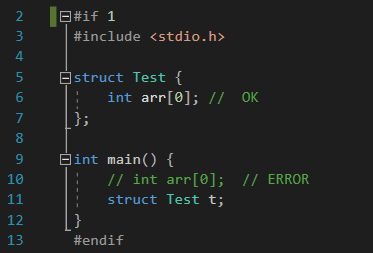 2 #if 1
3 #include <stdio.h>
4
5 struct Test {
6 int arr[0]; // OK
7 };
8
9 int main() {
10 // int arr[0]; // ERROR
11 struct Test t;
12 }
13 #endif